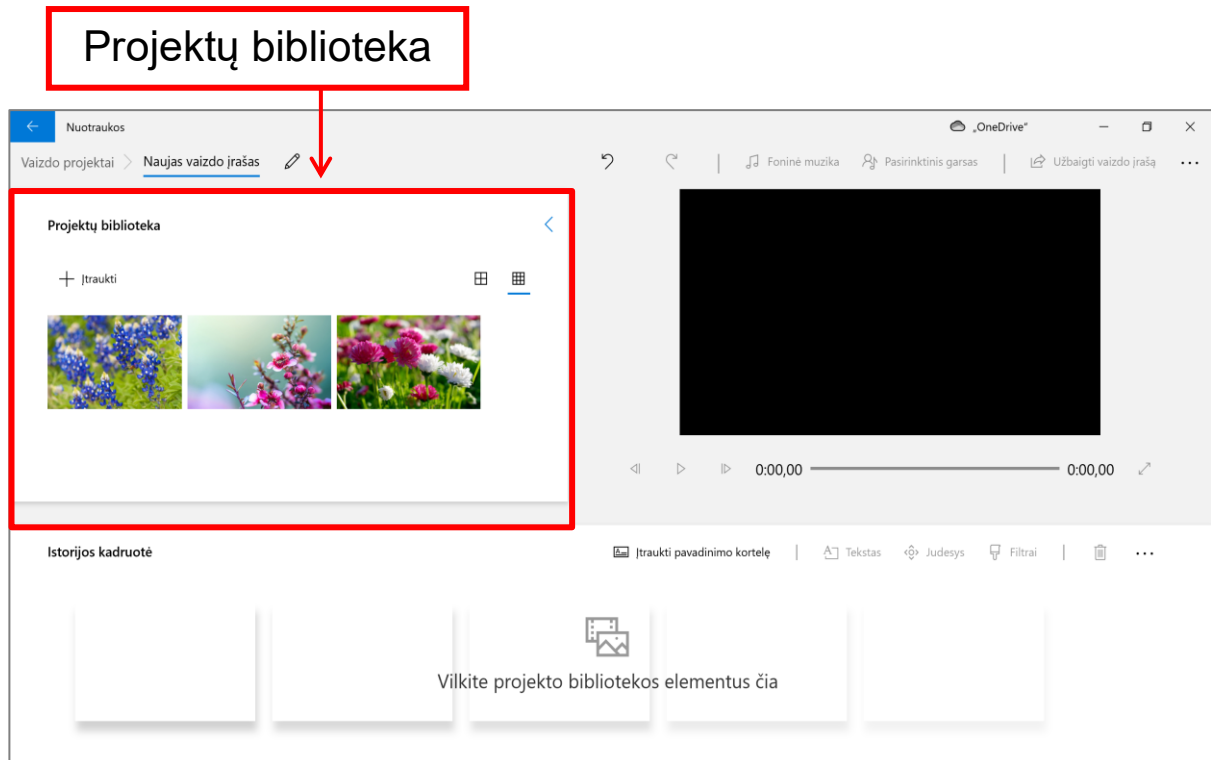 Projektų biblioteka
Nuotraukos
„OneDrive“
Vaizdo projektai > Naujas vaizdo įrašas
Foninė muzika
Pasirinktinis garsas
Užbaigti vaizdo įrašą
Projektų biblioteka
Įtraukti
0:00,00
0:00,00
Istorijos kadruotė
Įtraukti pavadinimo kortelę
Tekstas
Judesys
Filtrai
Vilkite projekto bibliotekos elementus čia